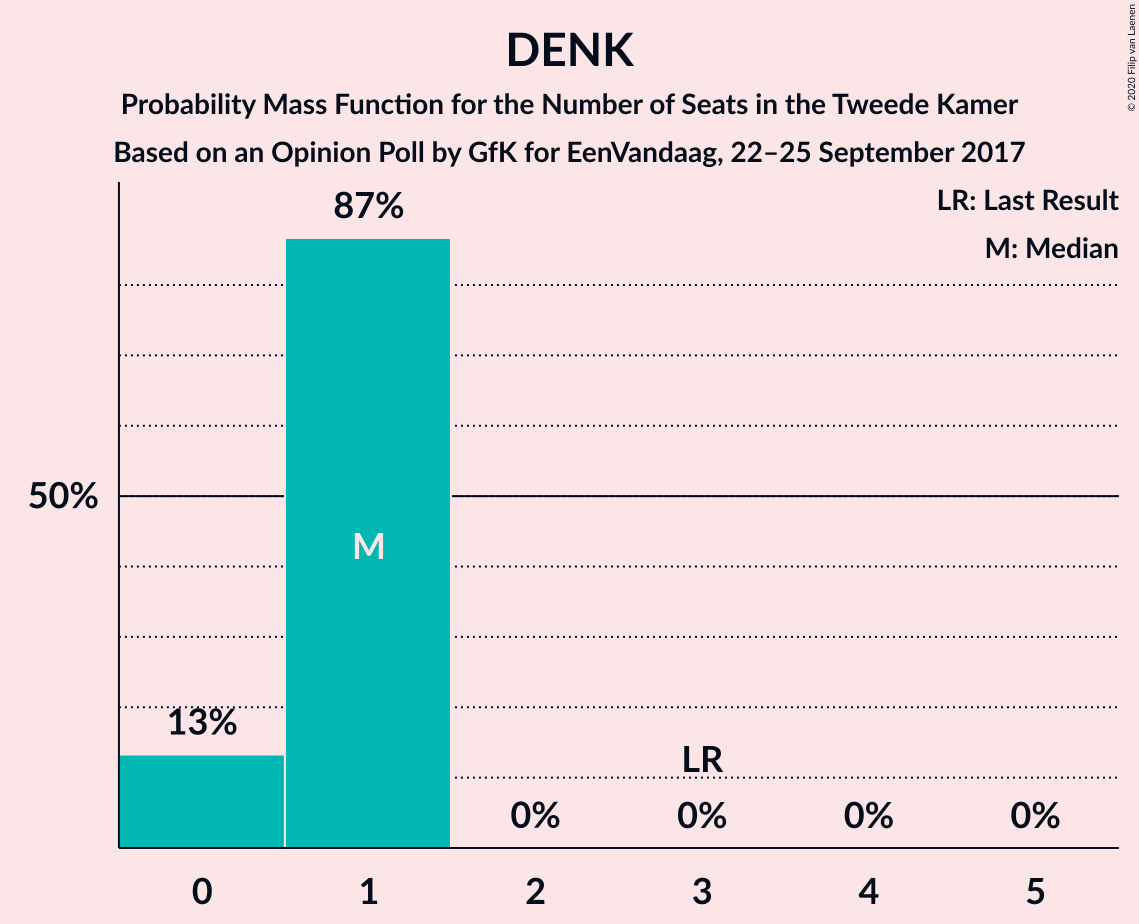 DENK
Probability Mass Function for the Number of Seats in the Tweede Kamer
Based on an Opinion Poll by GfK for EenVandaag, 22–25 September 2017
© 2020 Filip van Laenen
LR: Last Result
M: Median
87%
50%
M
13%
LR
0%
0%
0%
0%
0
1
2
3
4
5